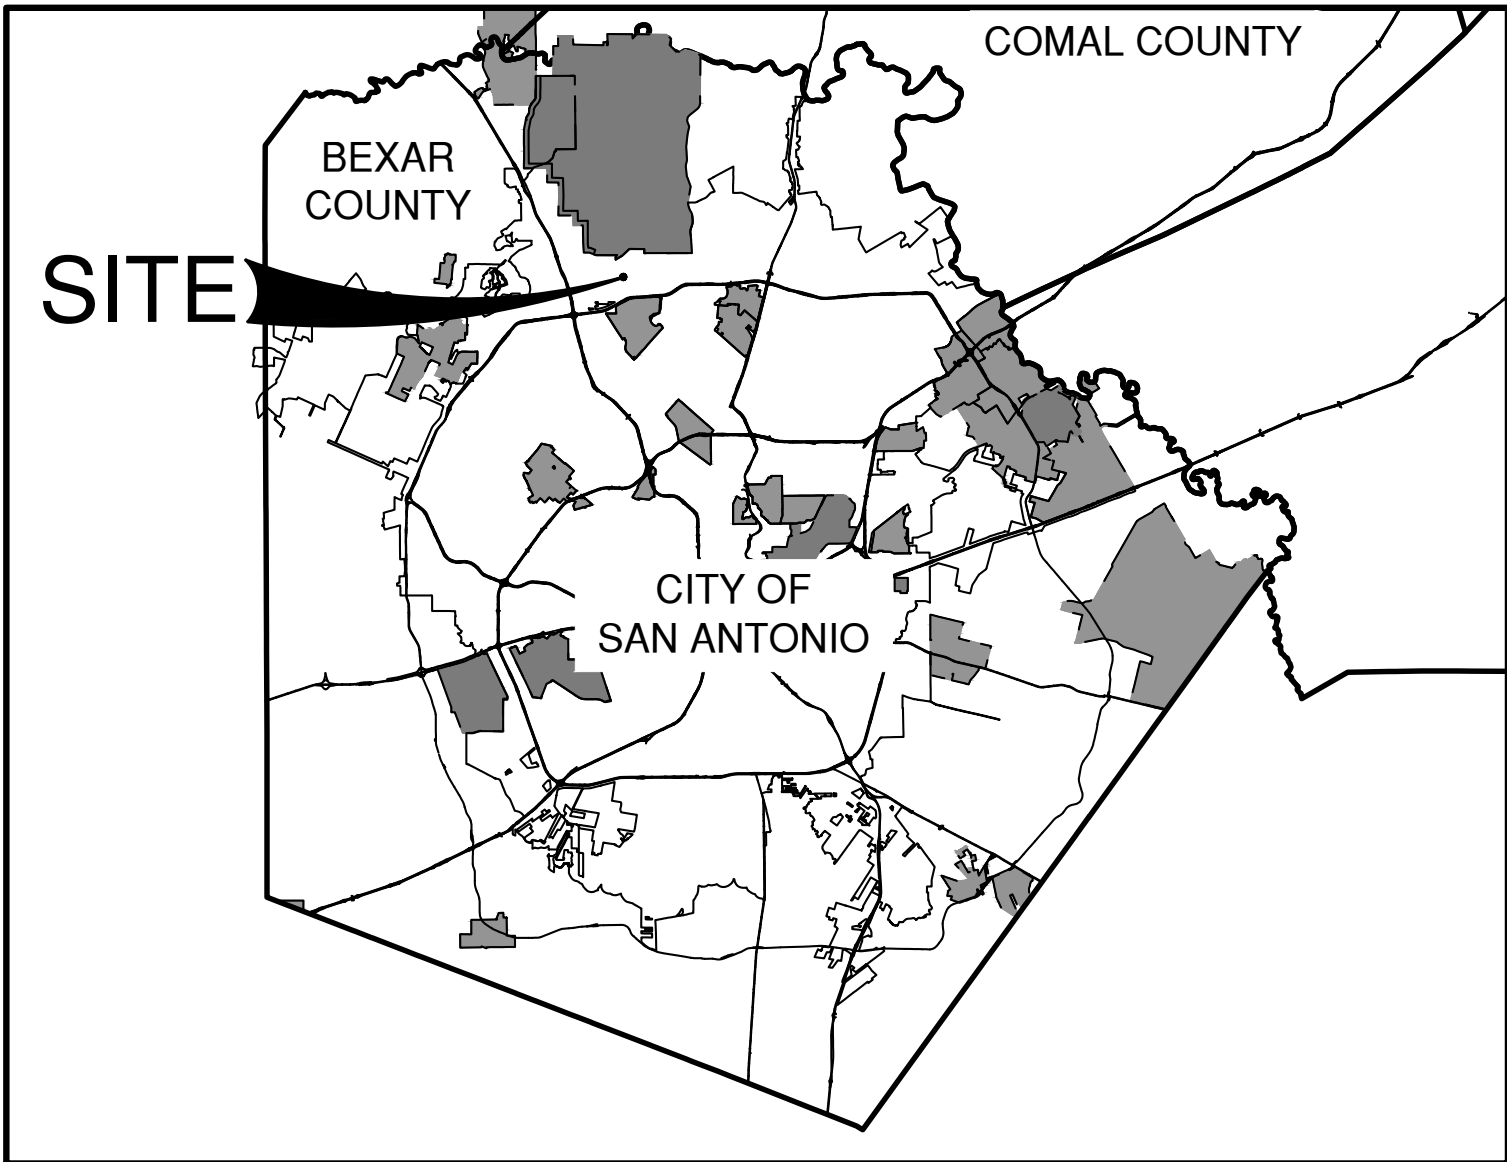 COMAL COUNTY
BEXAR
COUNTY
SITE
CITY OF
SAN ANTONIO